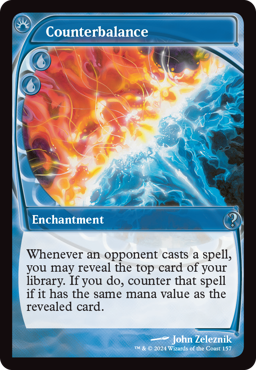 Counterbalance
Enchantment
Whenever an opponent casts a spell,
you may reveal the top card of your
library. If you do, counter that spell
if it has the same mana value as the
revealed card.
John Zeleznik
™ & © 2024 Wizards of the Coast 157